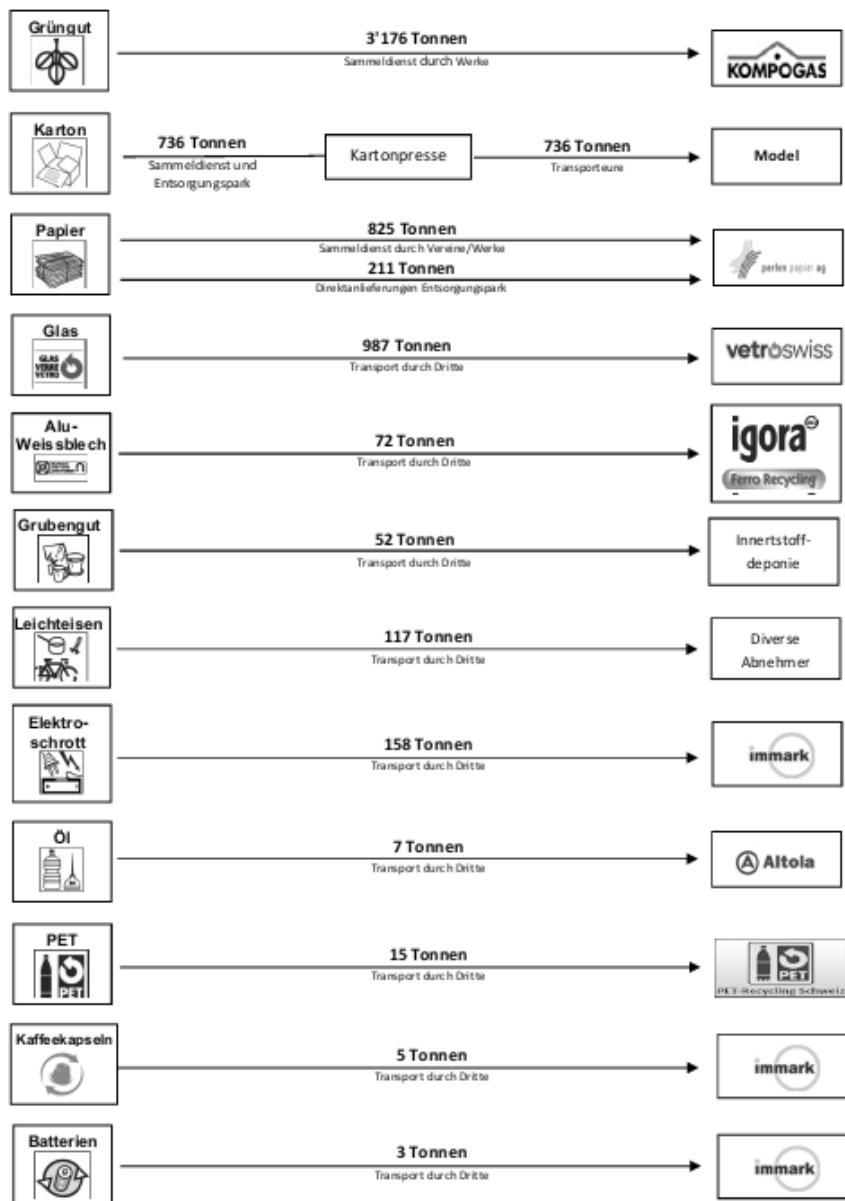 Grüngut
3'176 Tonnen
Sammeldienst durch Werke
KOMPOGAS
Karton
736 Tonnen
Sammeldienst und
Entsorgungspark
Kartonpresse
736 Tonnen
Transporteure
Model
Papier
825 Tonnen
Sammeldienst durch Vereine/Werke
211 Tonnen
Direktanlieferungen Entsorgungspark
perlen papier ag
Glas
GLAS
VERRE
VETRO
987 Tonnen
Transport durch Dritte
vetroswiss
Alu-
Weissblech
72 Tonnen
Transport durch Dritte
igora
Ferro Recycling
Grubengut
52 Tonnen
Transport durch Dritte
Innertstoff-
deponie
Leichteisen
117 Tonnen
Transport durch Dritte
Diverse
Abnehmer
Elektro-
schrott
158 Tonnen
Transport durch Dritte
immark
Öl
7 Tonnen
Transport durch Dritte
Altola
PET
PET
15 Tonnen
Transport durch Dritte
PET
PET-Recycling Schweiz
Kaffeekapseln
5 Tonnen
Transport durch Dritte
immark
Batterien
3 Tonnen
Transport durch Dritte
immark